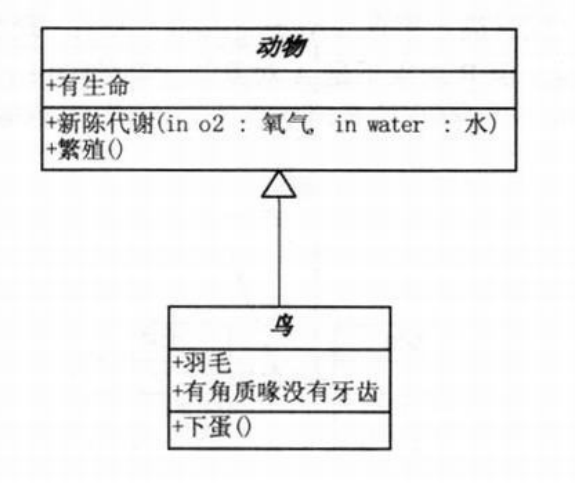 动物
+有生命
+新陈代谢(in o2 : 氧气, in water : 水)
+繁殖()
鸟
+羽毛
+有角质喙没有牙齿
+下蛋()